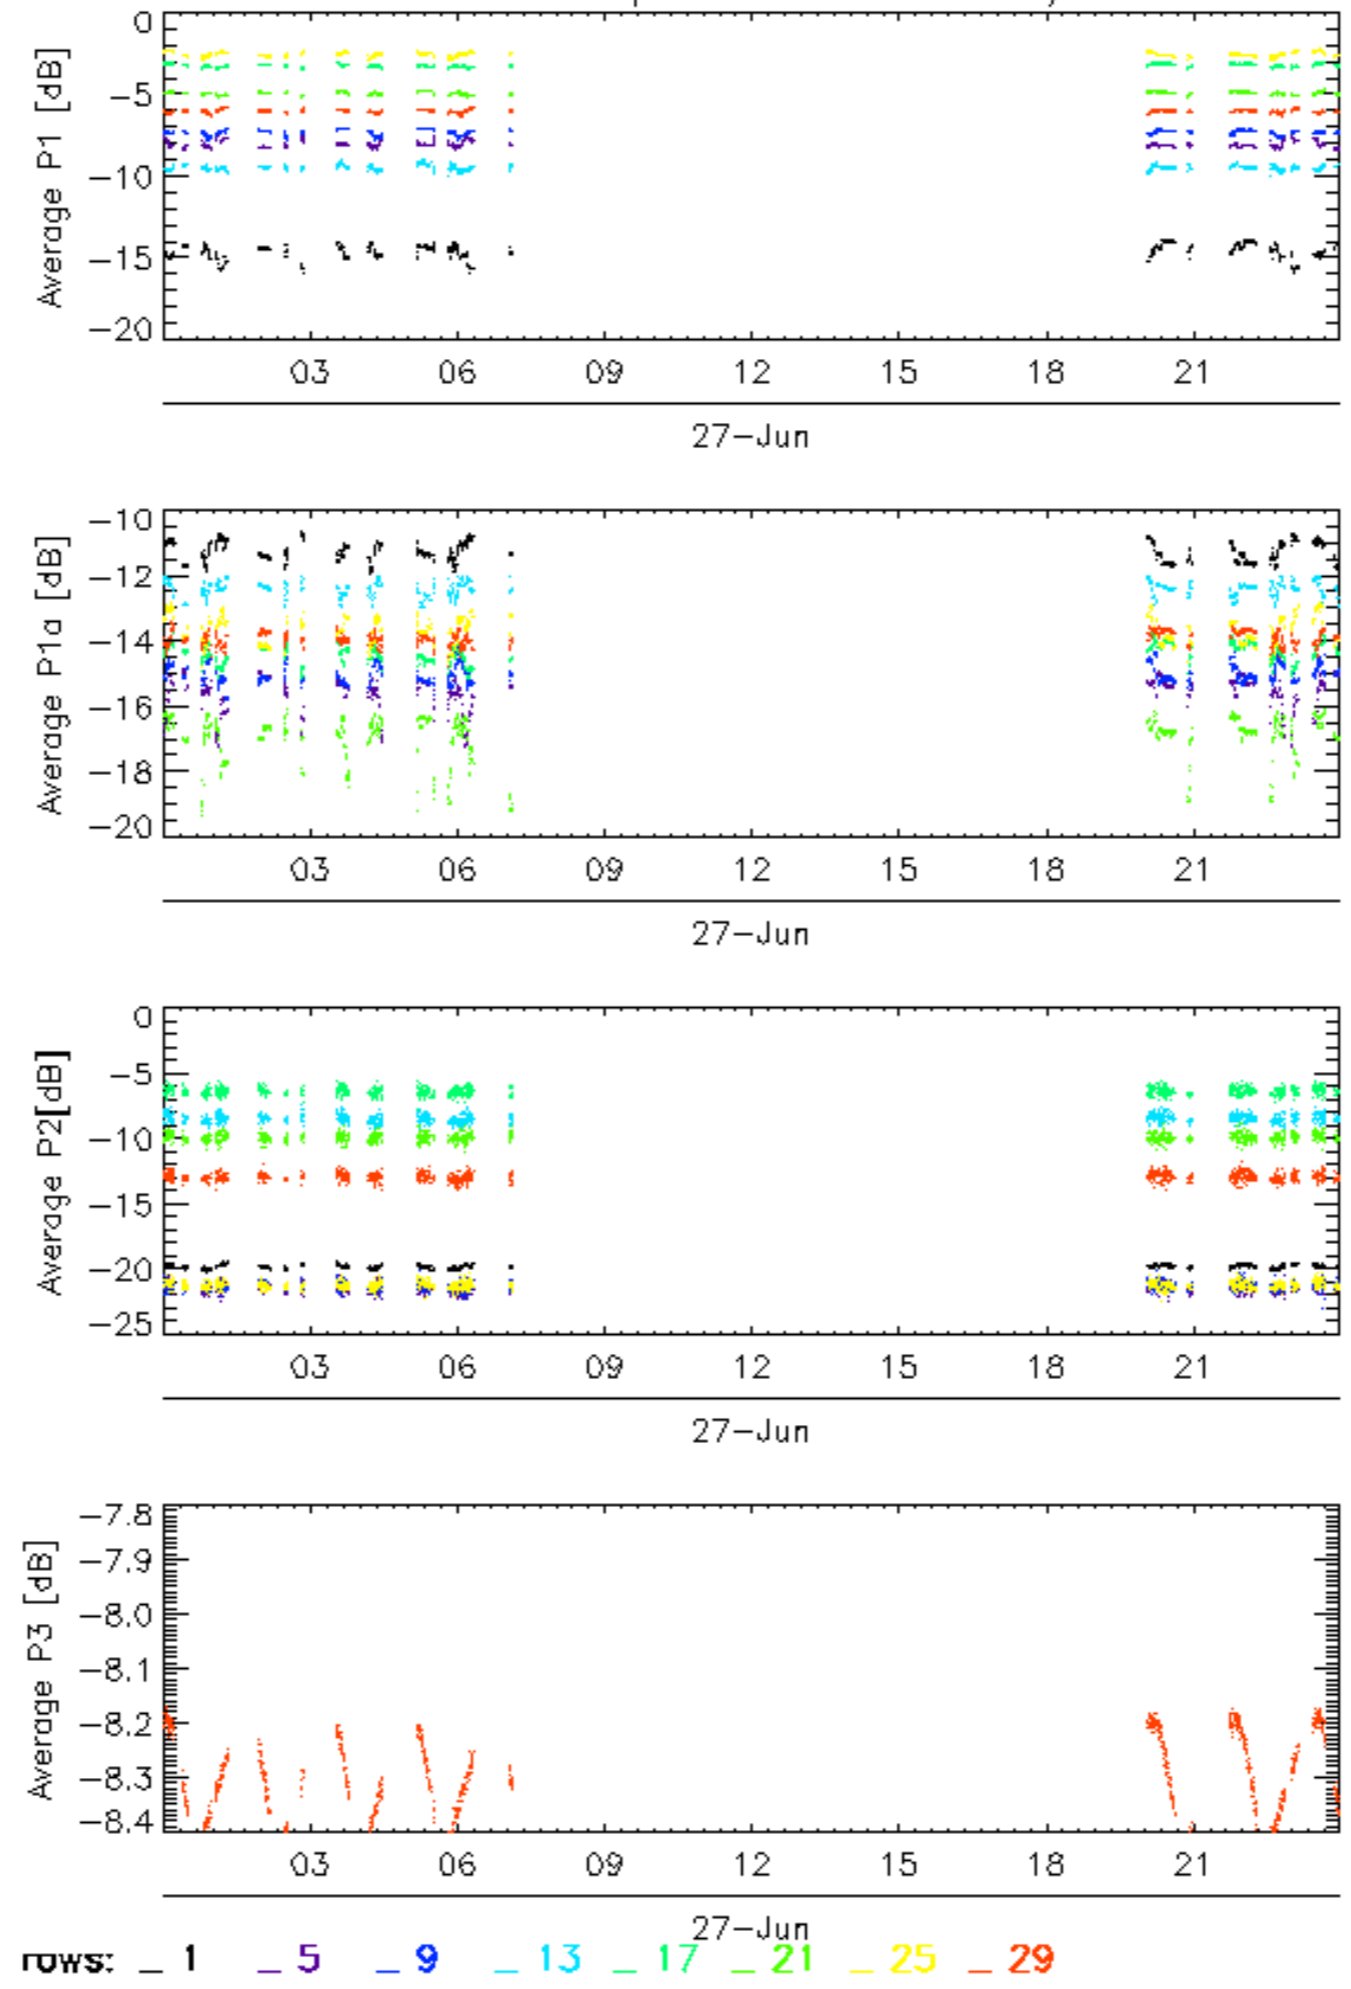 0
-5
-10
-15
-20
Average P1 [dB]
03 06 09 12 15 18 21
27-Jun
-10
-12
-14
-16
-18
-20
Average P1a [dB]
03 06 09 12 15 18 21
27-Jun
0
-5
-10
-15
-20
-25
Average P2[dB]
03 06 09 12 15 18 21
27-Jun
-7.8
-7.9
-8.0
-8.1
-8.2
-8.3
-8.4
Average P3 [dB]
03 06 09 12 15 18 21
27-Jun
rows: _ 1 _ 5 _ 9 _ 13 _ 17 _ 21 _ 25 _ 29